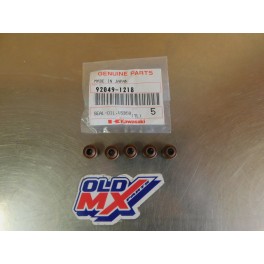 GENUINE PARTS
MADE IN JAPAN
92049-1218
5
Kawasaki
OLD
MX